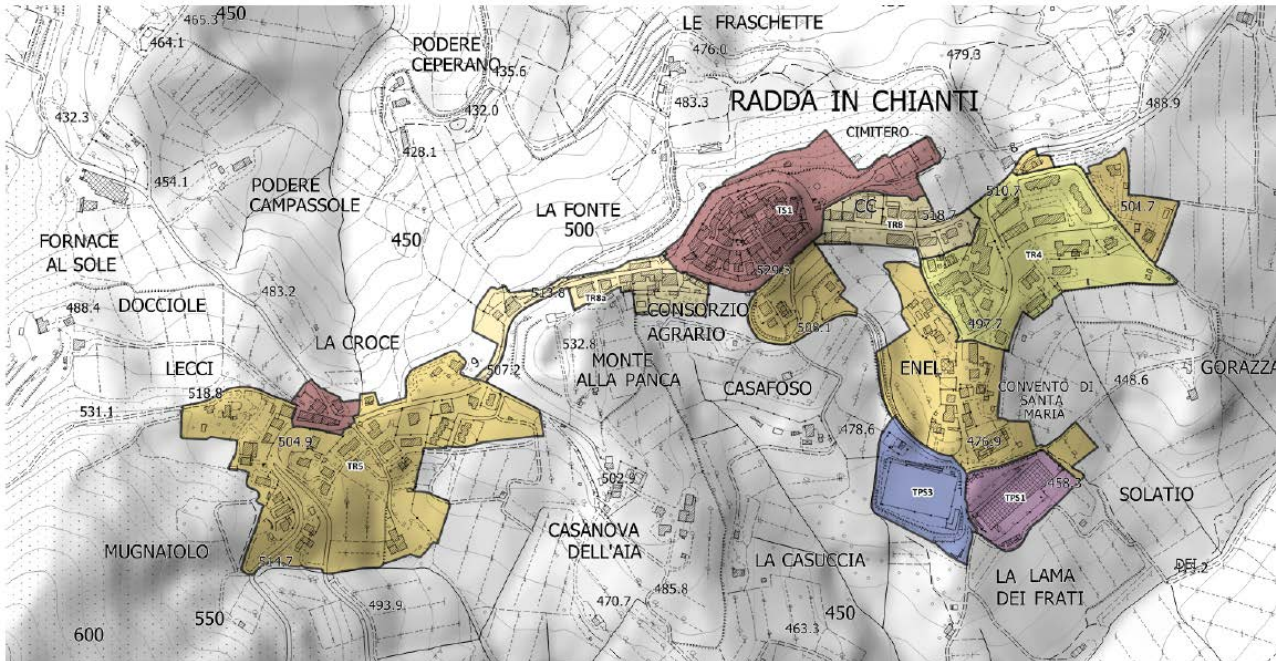 450
465.3
464.1
LE FRASCHETTE
476.0
479.3
PODERE
CEPERANO
435.6
432.0
432.3
428.1
483.3
RADDA IN CHIANTI
488.9
CIMITERO
454.1
PODERE
CAMPASSOLE
510.7
501.7
LA FONTE
500
450
TS1
CC
TR8
518.7
FORNACE
AL SOLE
TR4
529.3
483.2
513.8
TR8a
488.4
DOCCIOLE
CONSORZIO
AGRARIO
508.1
497.7
LA CROCE
532.8
507.2
MONTE
ALLA PANCA
CASAFOSO
ENEL
CONVENTO DI
SANTA
MARIA
448.6
GORAZZA
LECCI
518.8
531.1
504.9
TR5
478.6
476.9
502.9
458.3
TPS3
TPS1
SOLATIO
MUGNAIOLO
514.7
CASANOVA
DELL'AIA
LA CASUCCIA
LA LAMA
DEI FRATI
DEI
493.9
470.7
485.8
450
463.3
550
600